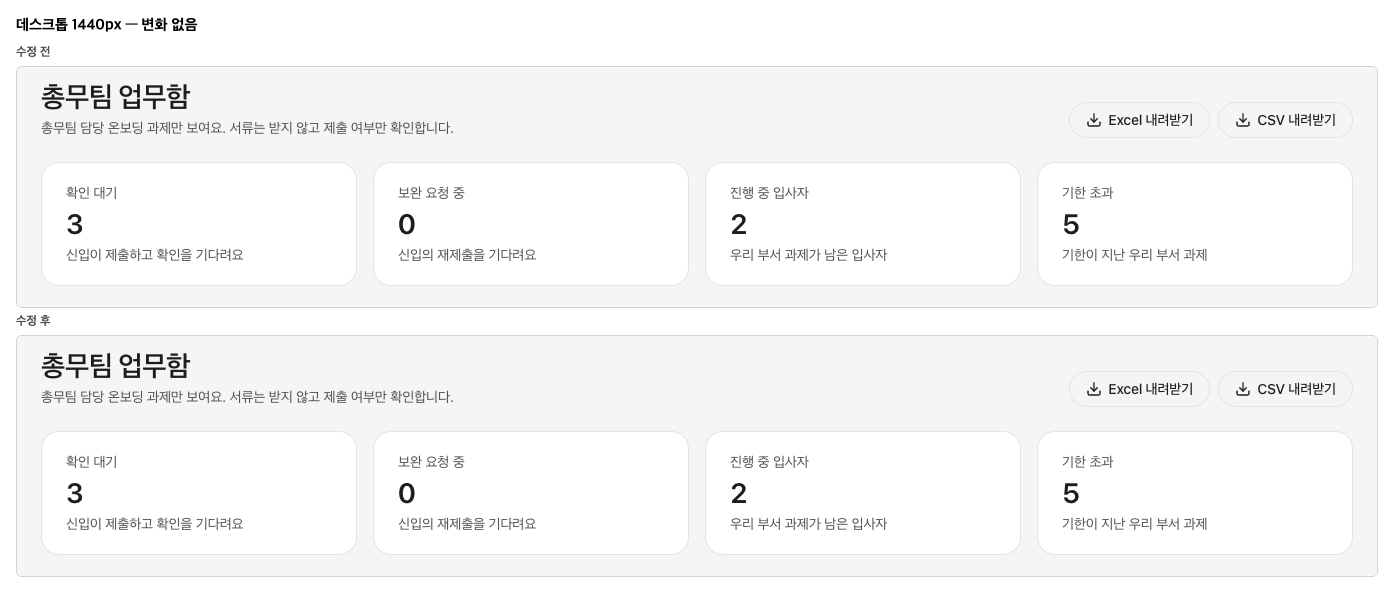 데스크톱 1440px — 변화 없음
수정 전
총무팀 업무함
총무팀 담당 온보딩 과제만 보여요. 서류는 받지 않고 제출 여부만 확인합니다.
Excel 내려받기 CSV 내려받기
확인 대기 보완 요청 중 진행 중 입사자 기한 초과
3 0 2 5
신입이 제출하고 확인을 기다려요 신입의 재제출을 기다려요 우리 부서 과제가 남은 입사자 기한이 지난 우리 부서 과제
수정 후
총무팀 업무함
총무팀 담당 온보딩 과제만 보여요. 서류는 받지 않고 제출 여부만 확인합니다.
Excel 내려받기 CSV 내려받기
확인 대기 보완 요청 중 진행 중 입사자 기한 초과
3 0 2 5
신입이 제출하고 확인을 기다려요 신입의 재제출을 기다려요 우리 부서 과제가 남은 입사자 기한이 지난 우리 부서 과제